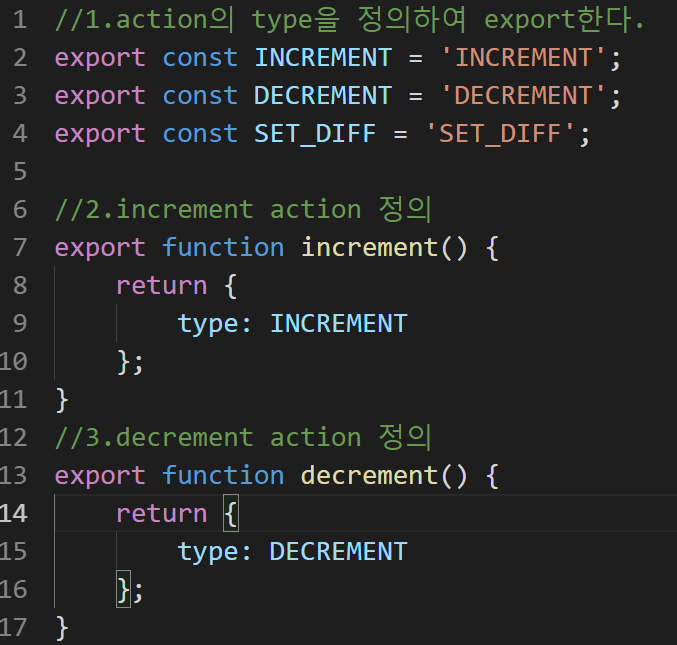 1 //1.action의 type을 정의하여 export한다.
2 export const INCREMENT = 'INCREMENT';
3 export const DECREMENT = 'DECREMENT';
4 export const SET_DIFF = 'SET_DIFF';
5
6 //2.increment action 정의
7 export function increment() {
8     return {
9         type: INCREMENT
10     };
11 }
12 //3.decrement action 정의
13 export function decrement() {
14     return {
15         type: DECREMENT
16     };
17 }